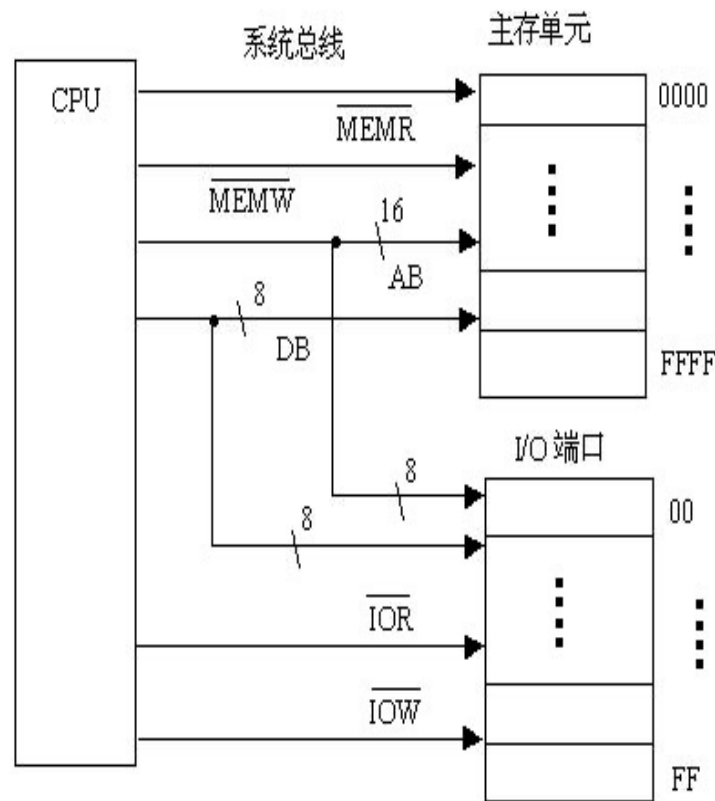 系统总线
主存单元
CPU
0000
MEMR
MEMW
16
AB
8
DB
FFFF
I/O 端口
8
00
8
IOR
IOW
FF